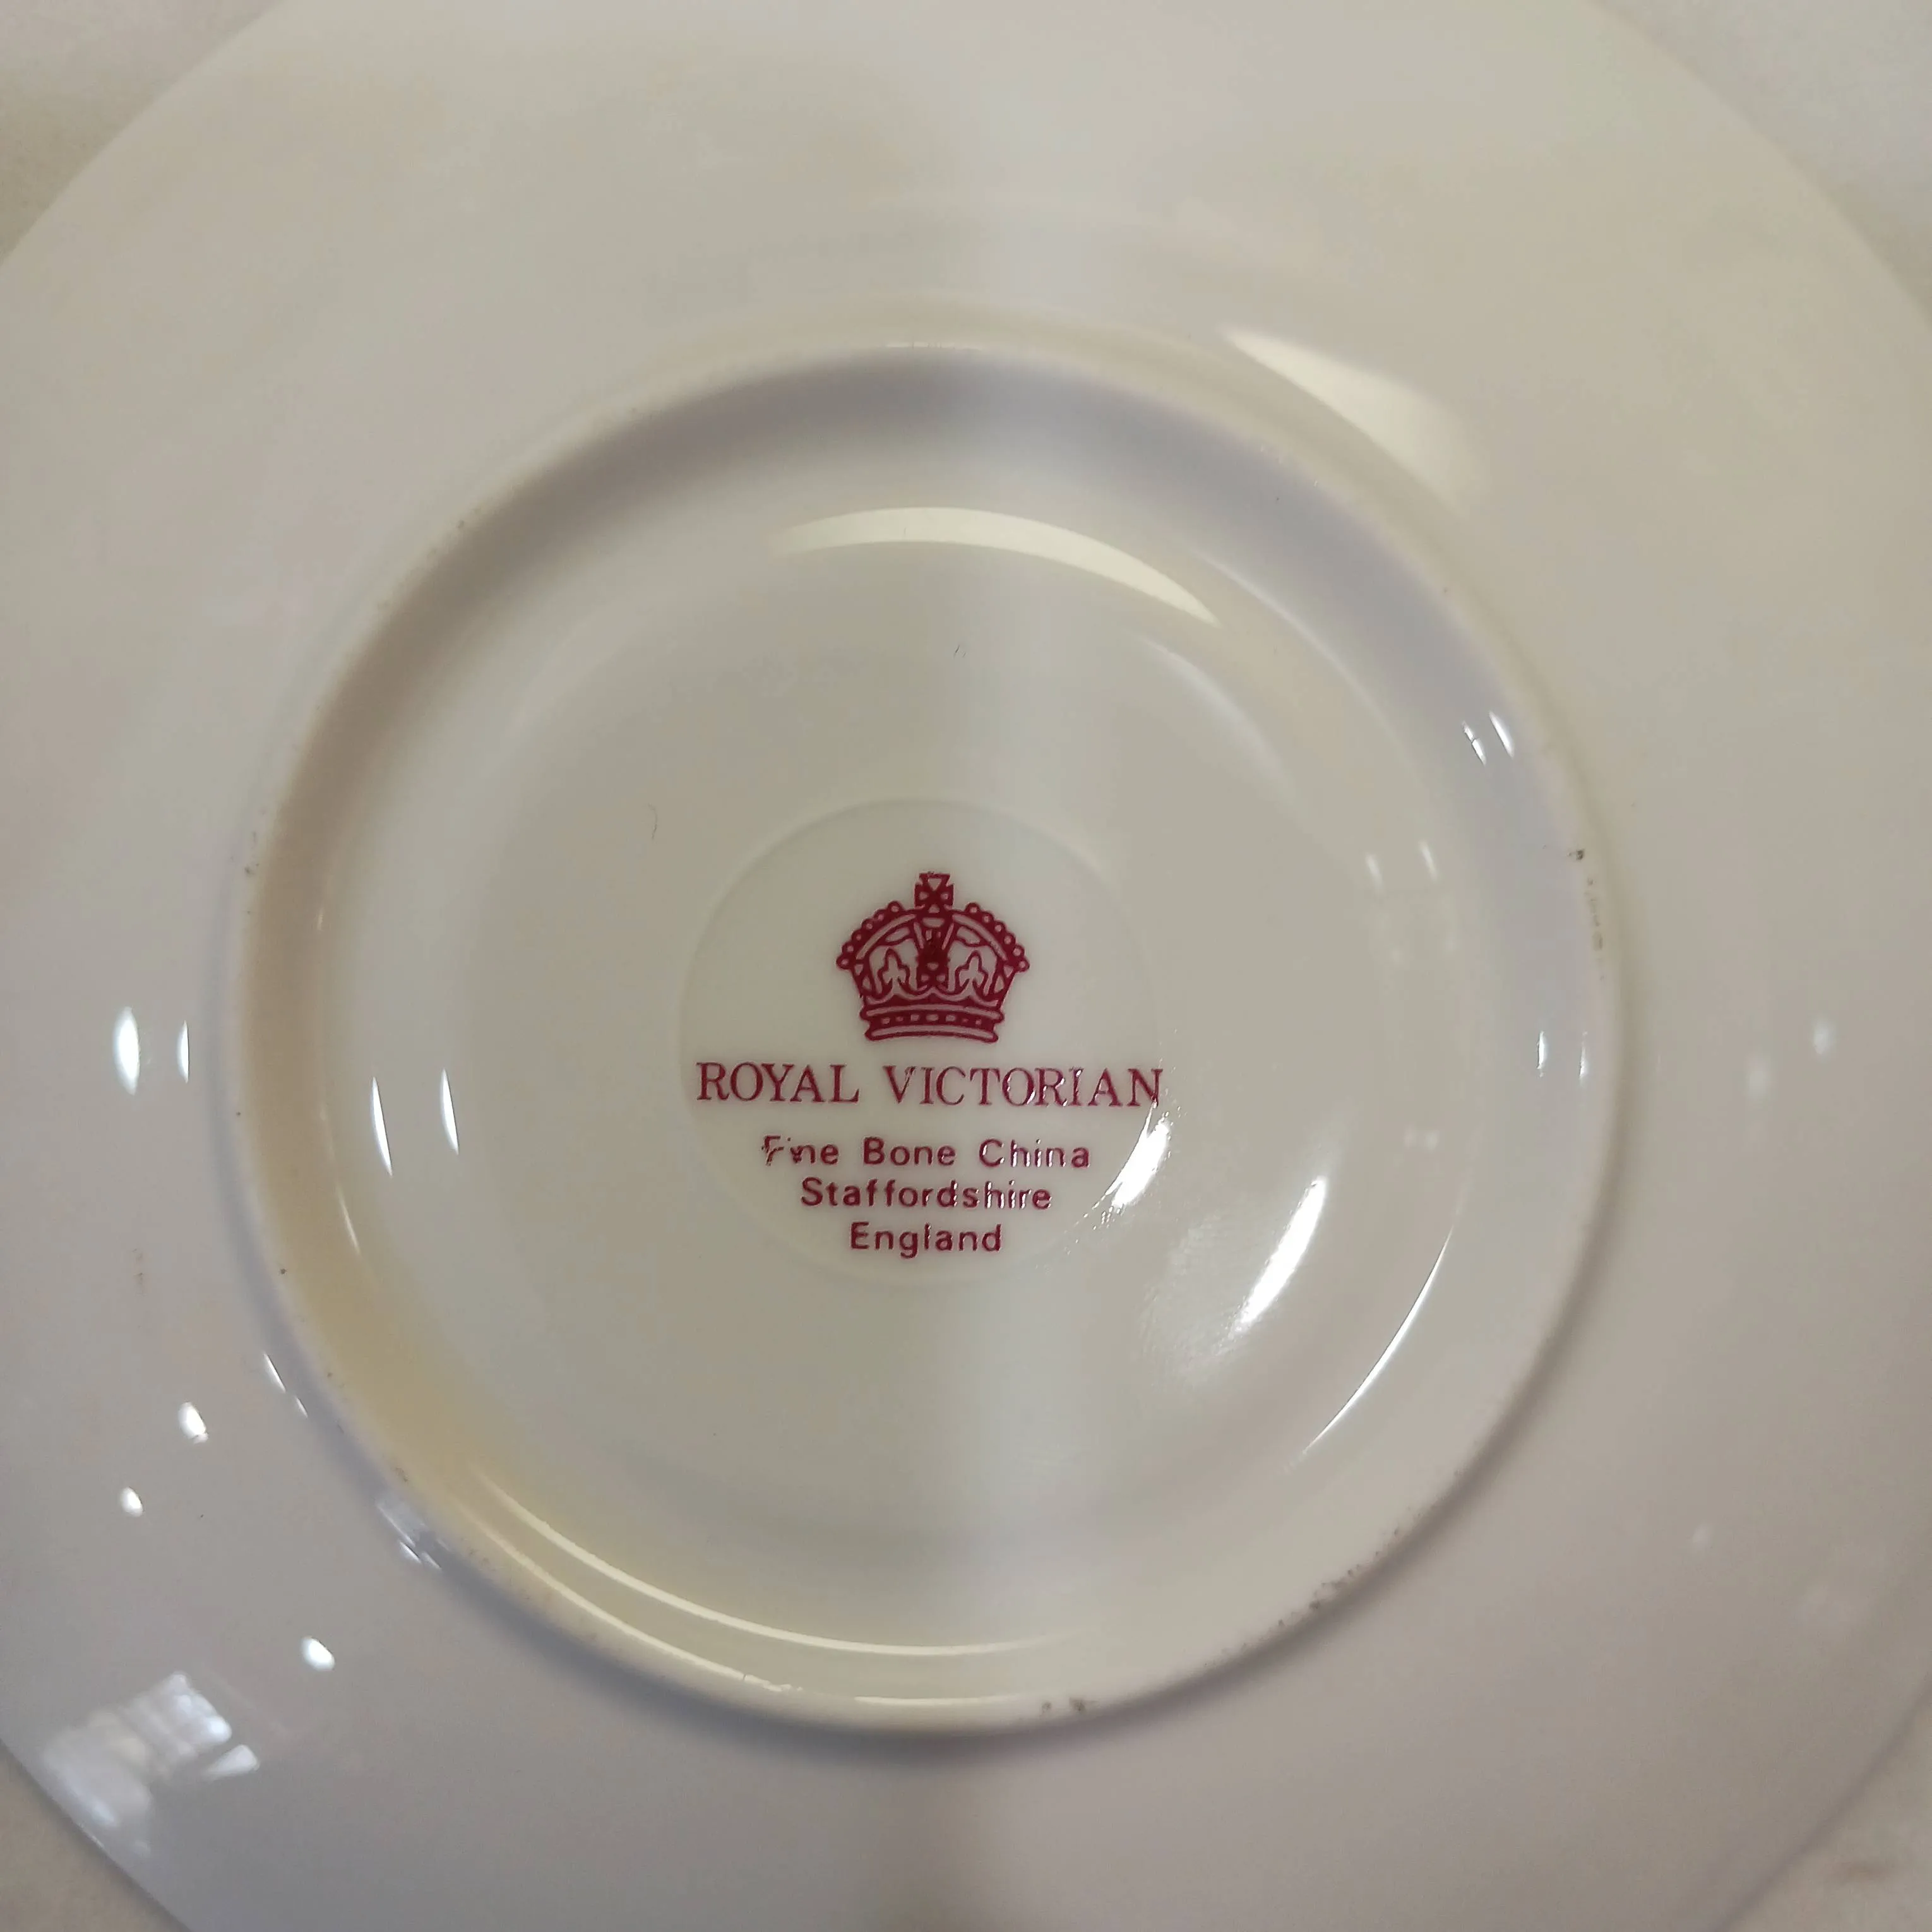 ROYAL VICTORIAN
Fine Bone China
Staffordshire
England